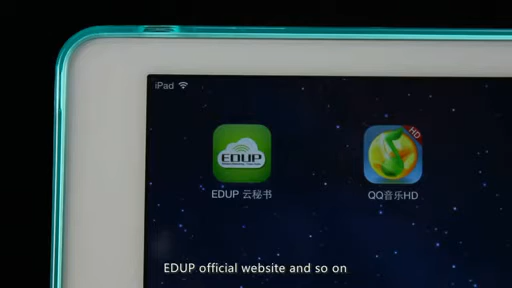 iPad
HD
EDUP
EDUP 云秘书
QQ音乐HD
EDUP official website and so on